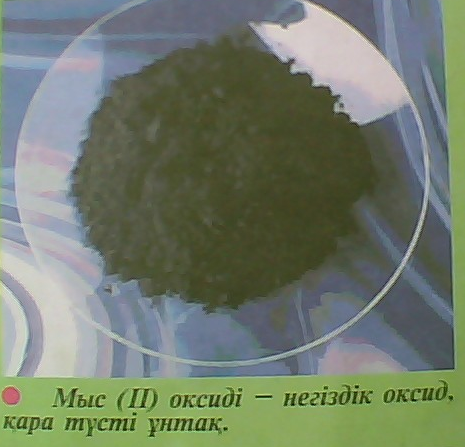 Мыс (II) оксиді – негіздік оксид,
қара түсті ұнтақ.